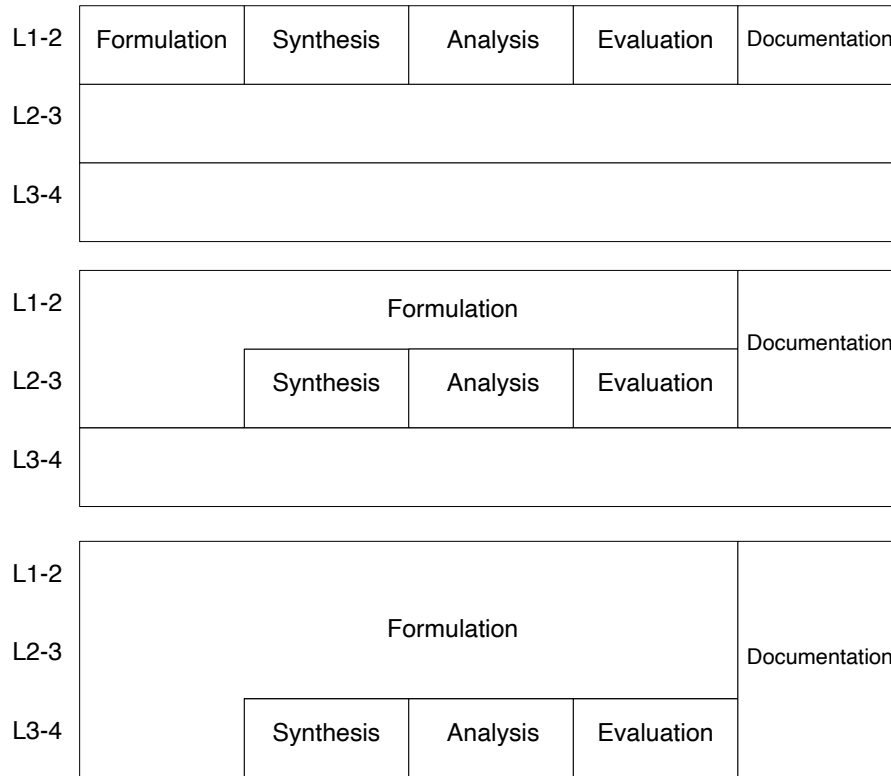 L1-2 Formulation Synthesis Analysis Evaluation Documentation
L2-3
L3-4
L1-2 Formulation
Documentation
L2-3 Synthesis Analysis Evaluation
L3-4
L1-2
Formulation
L2-3 Documentation
L3-4 Synthesis Analysis Evaluation